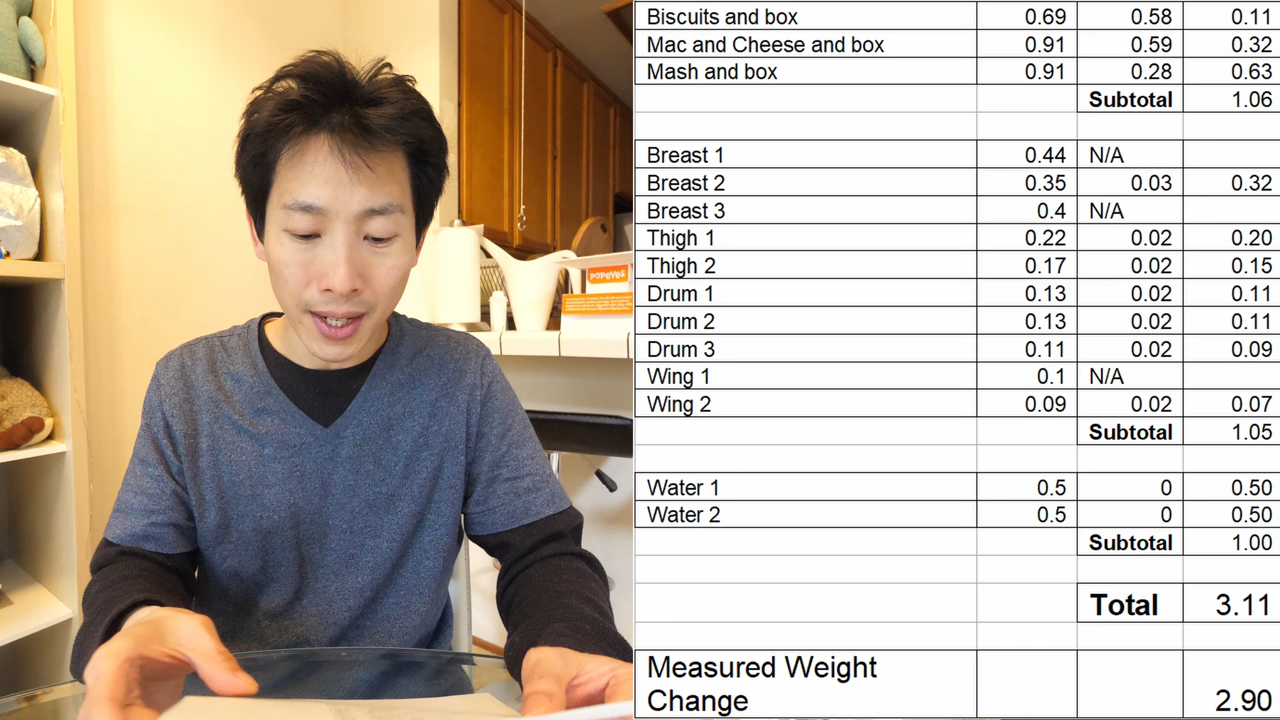 POPEYES
Biscuits and box 0.69 0.58 0.11
Mac and Cheese and box 0.91 0.59 0.32
Mash and box 0.91 0.28 0.63
Subtotal 1.06
Breast 1 0.44 N/A
Breast 2 0.35 0.03 0.32
Breast 3 0.4 N/A
Thigh 1 0.22 0.02 0.20
Thigh 2 0.17 0.02 0.15
Drum 1 0.13 0.02 0.11
Drum 2 0.13 0.02 0.11
Drum 3 0.11 0.02 0.09
Wing 1 0.1 N/A
Wing 2 0.09 0.02 0.07
Subtotal 1.05
Water 1 0.5 0 0.50
Water 2 0.5 0 0.50
Subtotal 1.00
Total 3.11
Measured Weight
Change 2.90